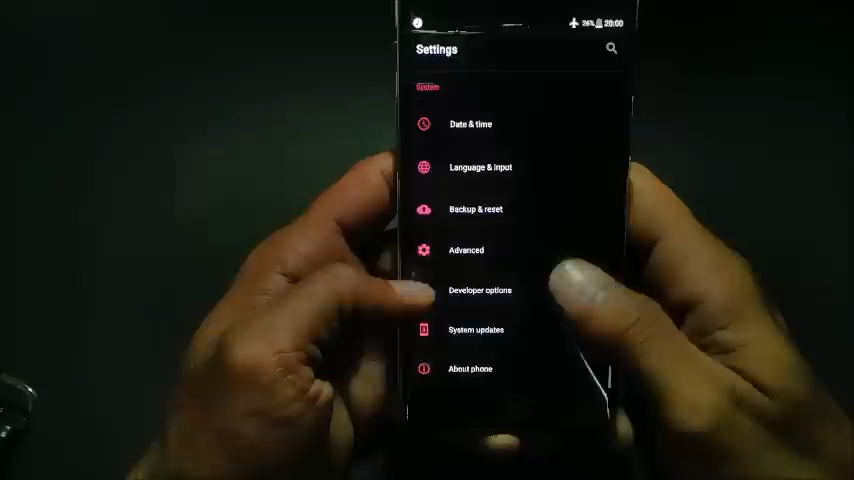 26% 20:00
Settings
System
Date & time
Language & input
Backup & reset
Advanced
Developer options
System updates
About phone